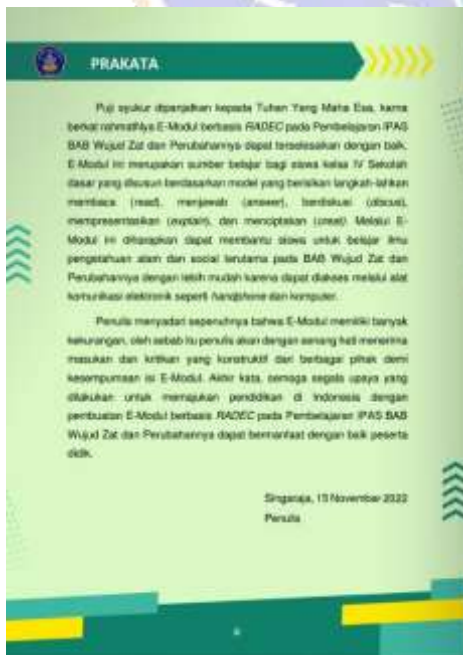 PRAKATA
Puji syukur dipanjatkan kepada Tuhan Yang Maha Esa, karna
berkat rahmatNya E-Modul berbasis RADEC pada Pembelajaran IPAS
BAB Wujud Zat dan Perubahannya dapat terselesaikan dengan baik.
E-Modul ini merupakan sumber belajar bagi siswa kelas IV Sekolah
dasar yang disusun berdasarkan model yang berisikan langkah-lahkan
membaca (read), menjawab (answer), berdiskusi (discus),
mempresentasikan (explain), dan menciptakan (creat). Melalui E-
Modul ini diharapkan dapat membantu siswa untuk belajar ilmu
pengetahuan alam dan social terutama pada BAB Wujud Zat dan
Perubahannya dengan lebih mudah karena dapat diakses melalui alat
komunikasi elektronik seperti handphone dan komputer.
Penulis menyadari sepenuhnya bahwa E-Modul memiliki banyak
kekurangan, oleh sebab itu penulis akan dengan senang hati menerima
masukan dan kritikan yang konstruktif dari berbagai pihak demi
kesempurnaan isi E-Modul. Akhir kata, semoga segala upaya yang
dilakukan untuk memajukan pendidikan di Indonesia dengan
pembuatan E-Modul berbasis RADEC pada Pembelajaran IPAS BAB
Wujud Zat dan Perubahannya dapat bermanfaat dengan baik peserta
didik.
Singaraja, 15 November 2022
Penulis